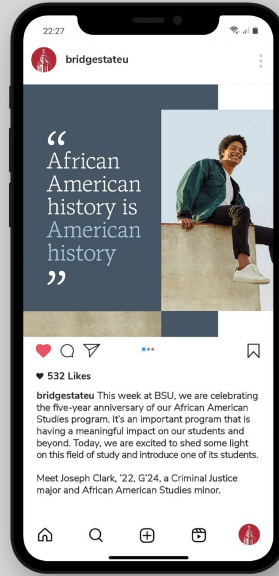 22:27
bridgestateu
“
African
American
history is
American
history
”
532 Likes
bridgestateu This week at BSU, we are celebrating
the five-year anniversary of our African American
Studies program. It's an important program that is
having a meaningful impact on our students and
beyond. Today, we are excited to shed some light
on this field of study and introduce one of its students.
Meet Joseph Clark, '22, G'24, a Criminal Justice
major and African American Studies minor.